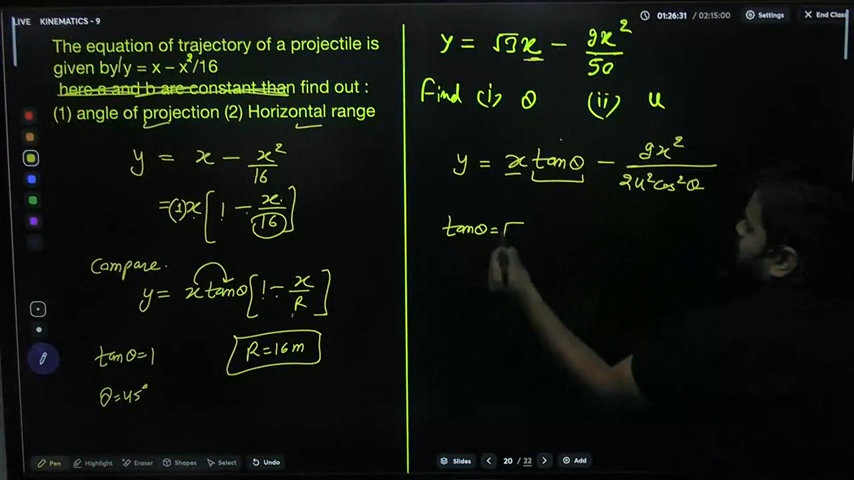 LIVE KINEMATICS - 9
01:26:31 / 02:15:00 Settings End Class
The equation of trajectory of a projectile is
given by y = x – x²/16
here a and b are constant than find out :
(1) angle of projection (2) Horizontal range
y = x - x²/16
=(1)x[1 - x/16]
Compare.
y = x tanθ[1 - x/R]
tanθ=1
R=16m
θ=45°
y = √3x - gx²/50
Find (i) θ (ii) u
y = x tanθ - gx²/2u²cos²θ
tanθ=√
Pen Highlight Eraser Shapes Select Undo
Slides 20 / 22 Add